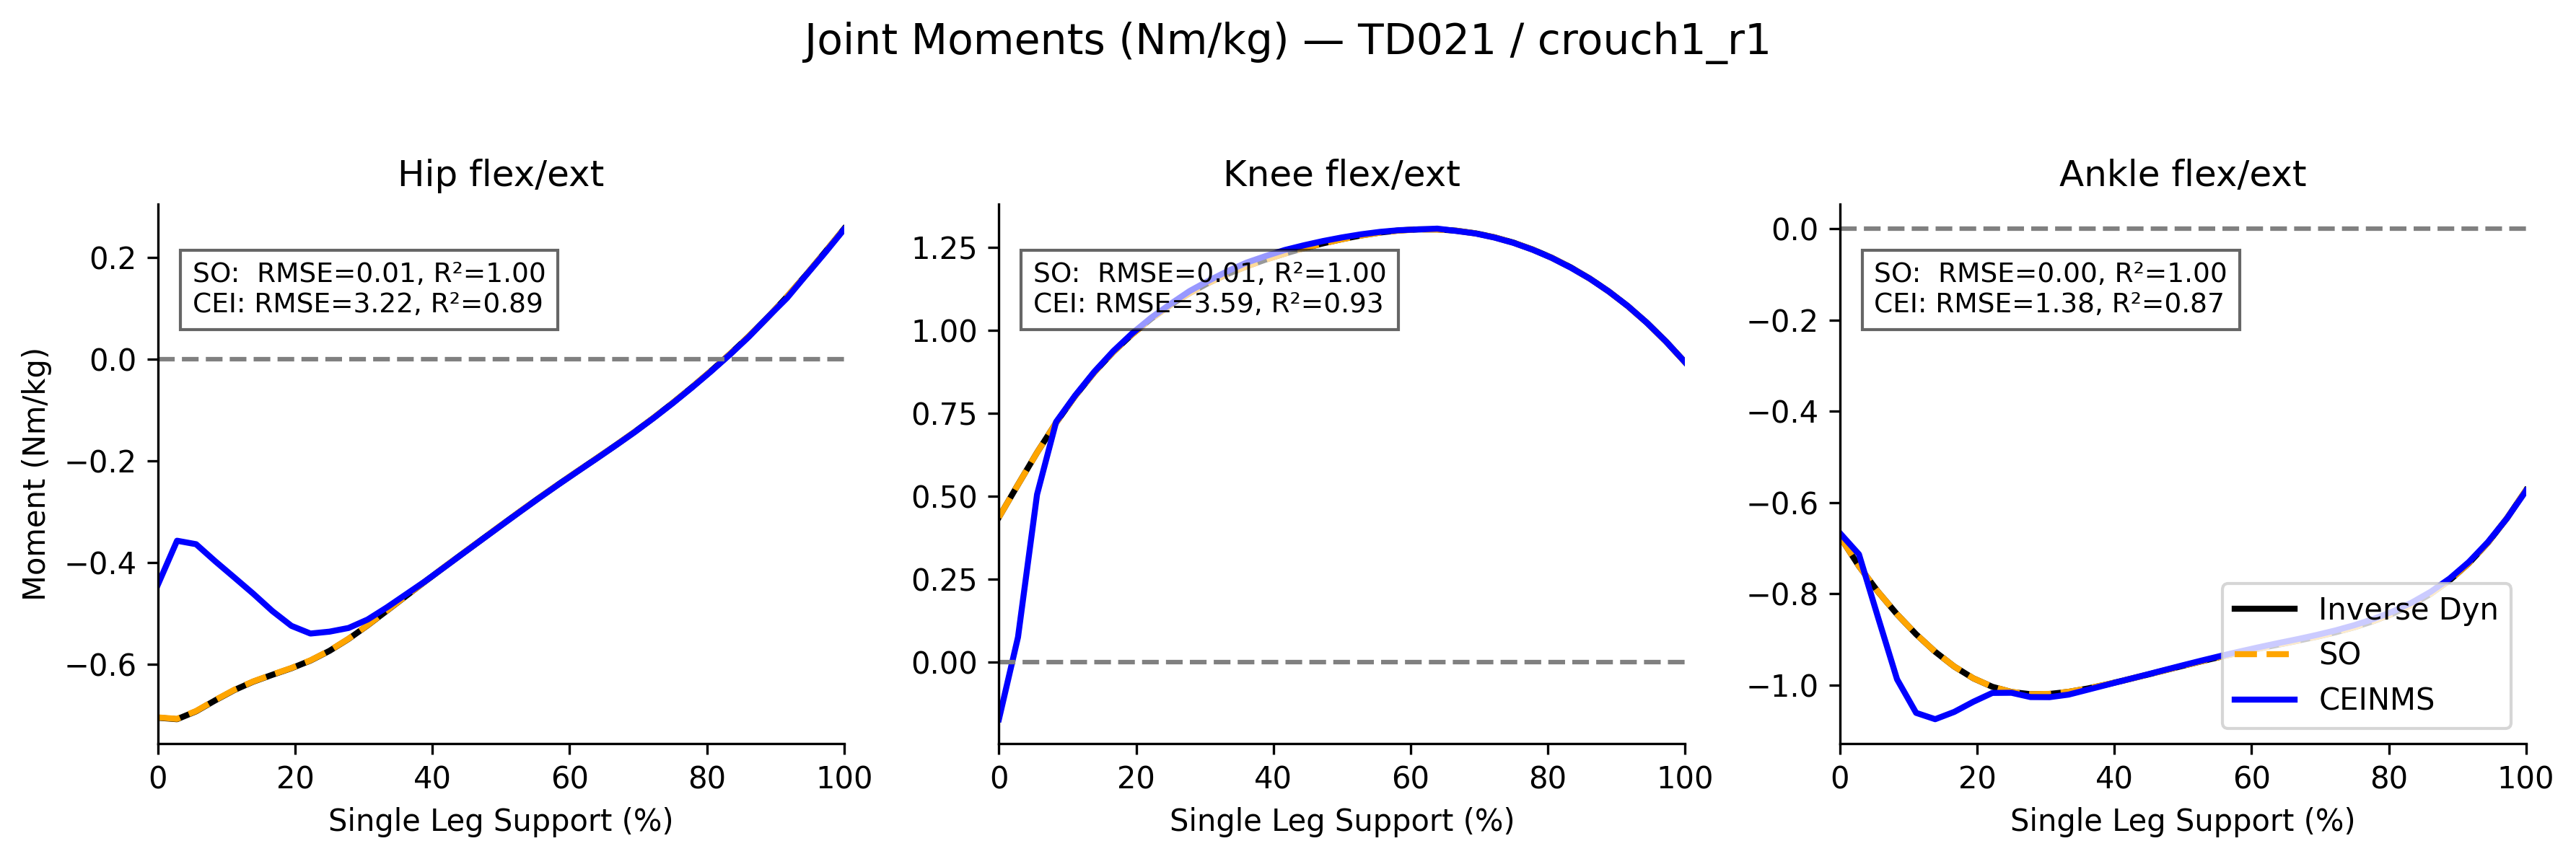 Joint Moments (Nm/kg) — TD021 / crouch1_r1
Hip flex/ext
Moment (Nm/kg)
0.2
0.0
−0.2
−0.4
−0.6
SO:  RMSE=0.01, R²=1.00
CEI: RMSE=3.22, R²=0.89
0 20 40 60 80 100
Single Leg Support (%)
Knee flex/ext
1.25
1.00
0.75
0.50
0.25
0.00
SO:  RMSE=0.01, R²=1.00
CEI: RMSE=3.59, R²=0.93
0 20 40 60 80 100
Single Leg Support (%)
Ankle flex/ext
0.0
−0.2
−0.4
−0.6
−0.8
−1.0
SO:  RMSE=0.00, R²=1.00
CEI: RMSE=1.38, R²=0.87
Inverse Dyn
SO
CEINMS
0 20 40 60 80 100
Single Leg Support (%)